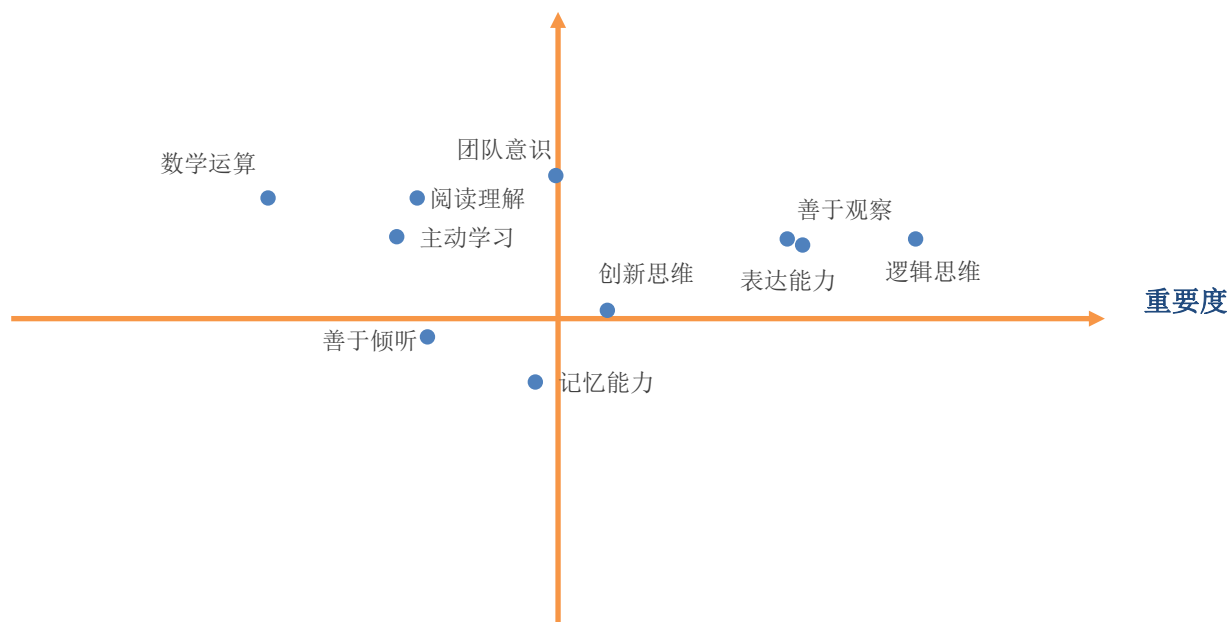 团队意识
数学运算
阅读理解
善于观察
主动学习
创新思维
表达能力
逻辑思维
重要度
善于倾听
记忆能力